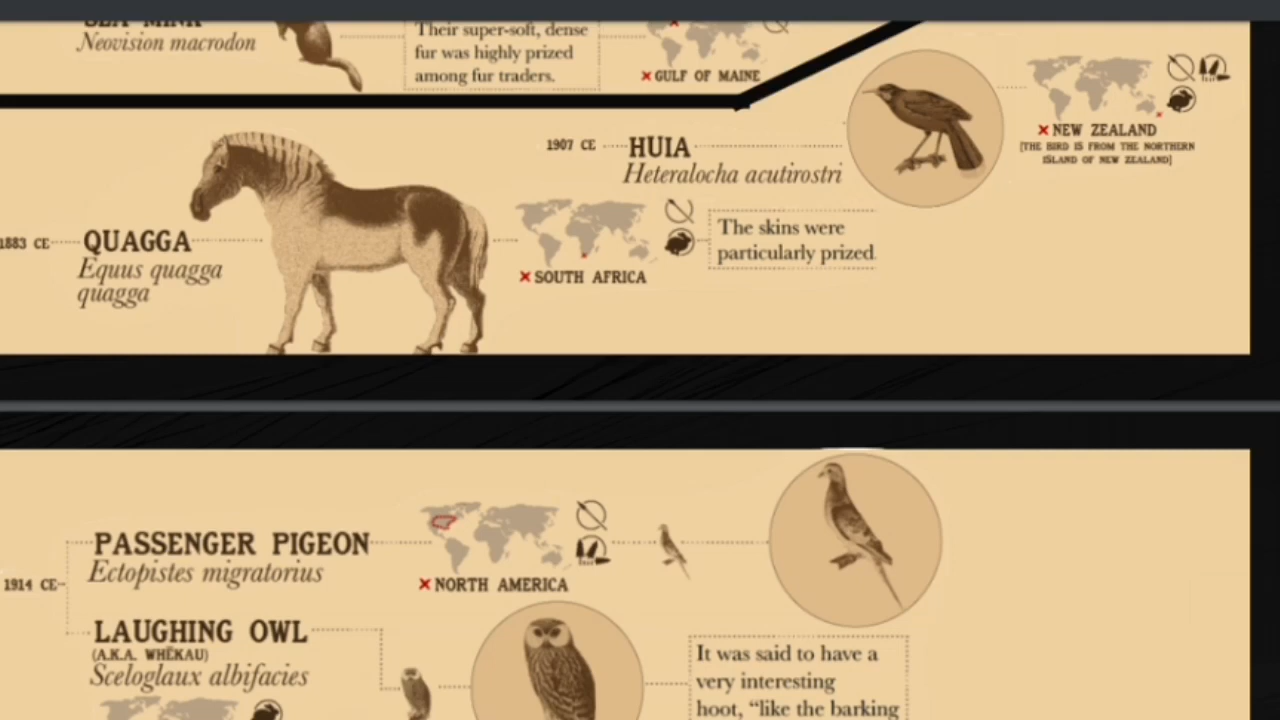 SEA MINK
Neovision macrodon
Their super-soft, dense
fur was highly prized
among fur traders.
× GULF OF MAINE
1907 CE
HUIA
Heteralocha acutirostri
× NEW ZEALAND
[THE BIRD IS FROM THE NORTHERN
ISLAND OF NEW ZEALAND]
1883 CE
QUAGGA
Equus quagga
quagga
× SOUTH AFRICA
The skins were
particularly prized.
1914 CE
PASSENGER PIGEON
Ectopistes migratorius
× NORTH AMERICA
LAUGHING OWL
(A.K.A. WHĒKAU)
Sceloglaux albifacies
It was said to have a
very interesting
hoot, “like the barking